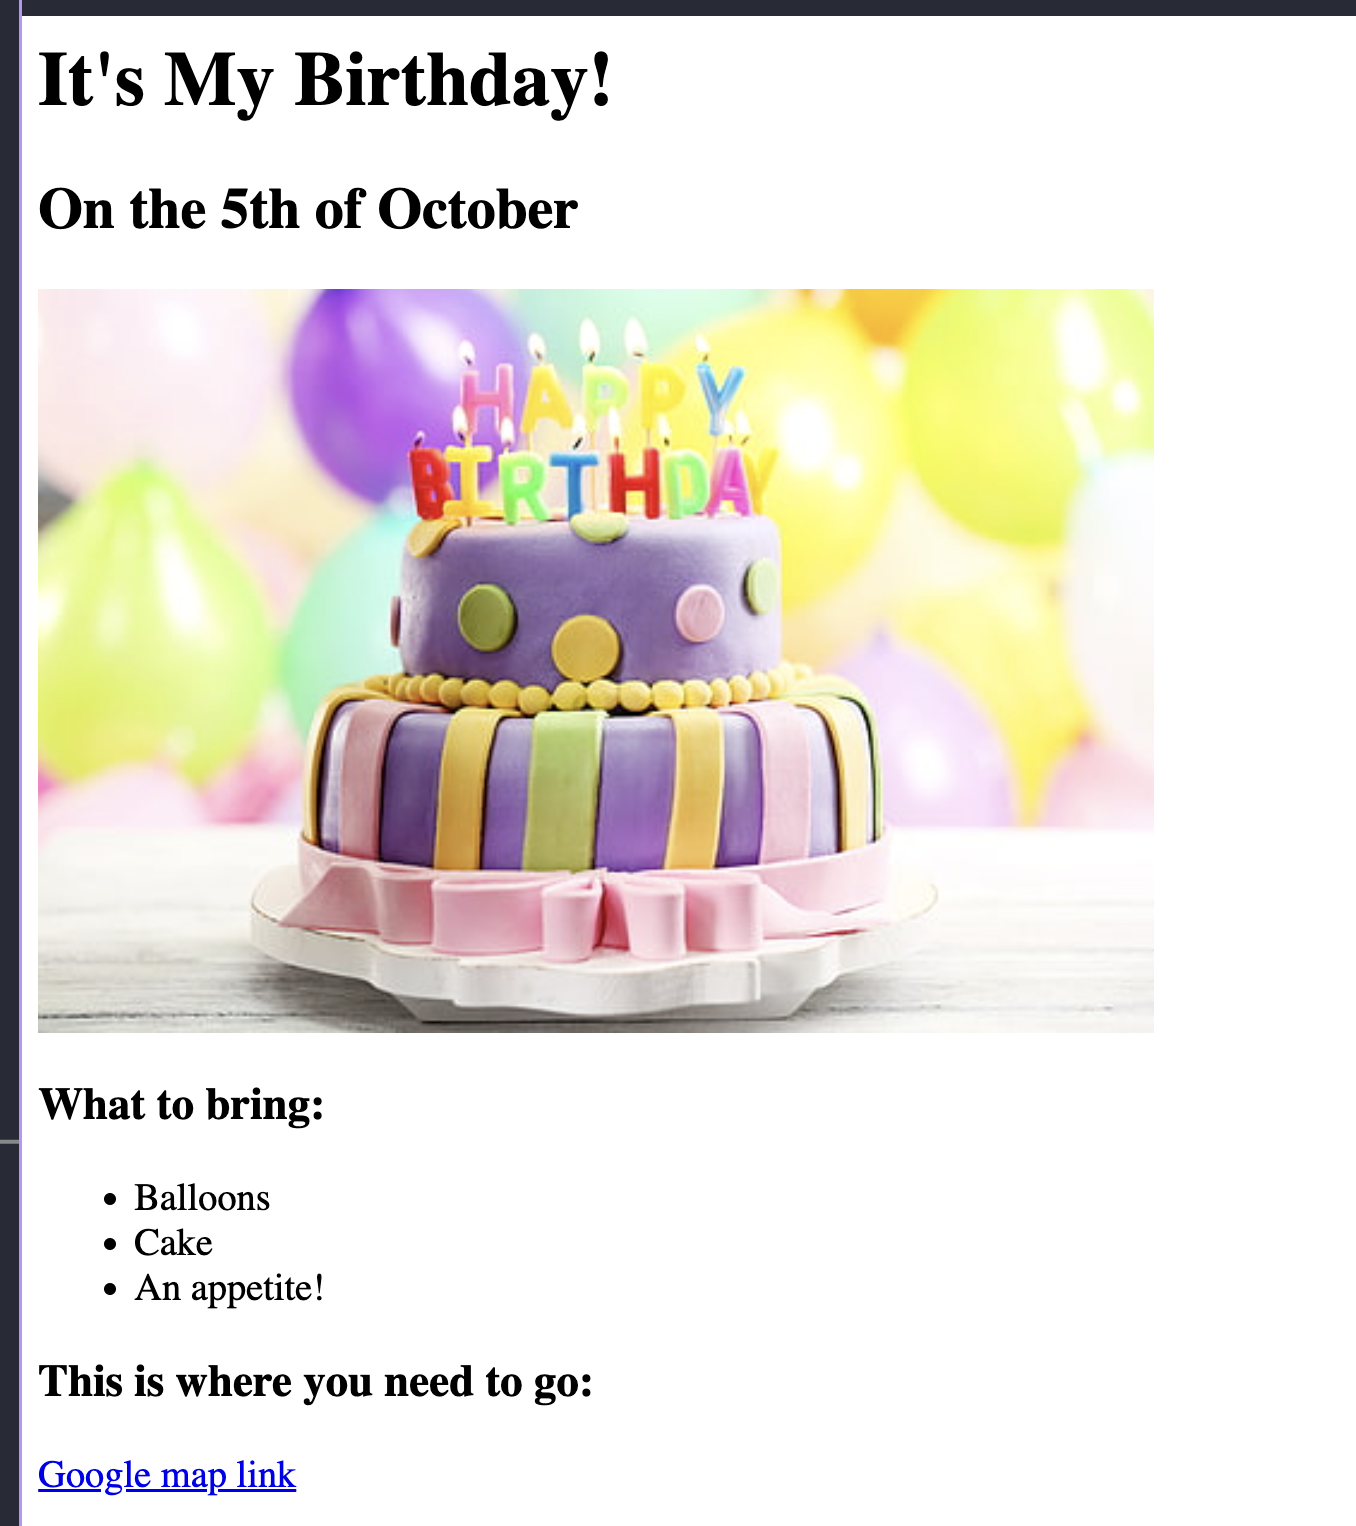 It's My Birthday!
On the 5th of October
HAPPY
BIRTHDAY
What to bring:
Balloons
Cake
An appetite!
This is where you need to go:
Google map link